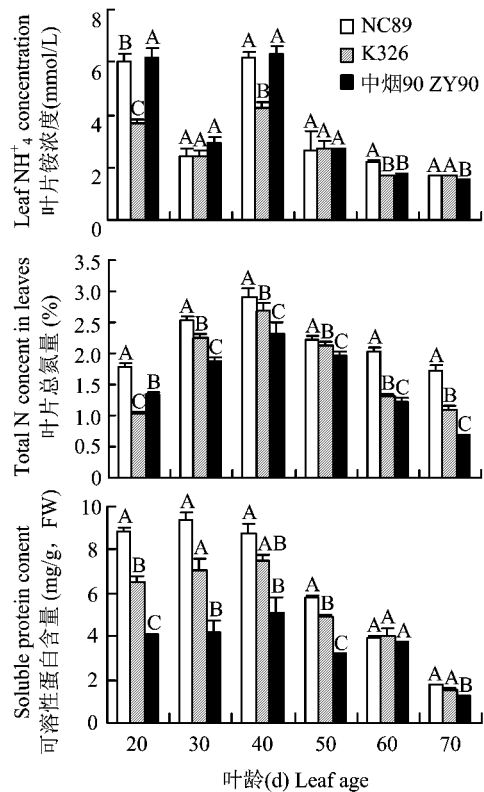 NC89
K326
中烟90 ZY90
Leaf NH⁺₄ concentration
叶片铵浓度(mmol/L)
8
6
4
2
0
B C A
A A A
A B A
A A A
A B B
A A B
Total N concent in leaves
叶片总氮量 (%)
3.5
3.0
2.5
2.0
1.5
1.0
0.5
0
A C B
A B C
A B C
A B C
A B C
A B C
Soluble protein conent
可溶性蛋白含量 (mg/g, FW)
10
8
6
4
2
0
A B C
A A B
A AB B
A B C
A A A
A A B
20 30 40 50 60 70
叶龄(d) Leaf age